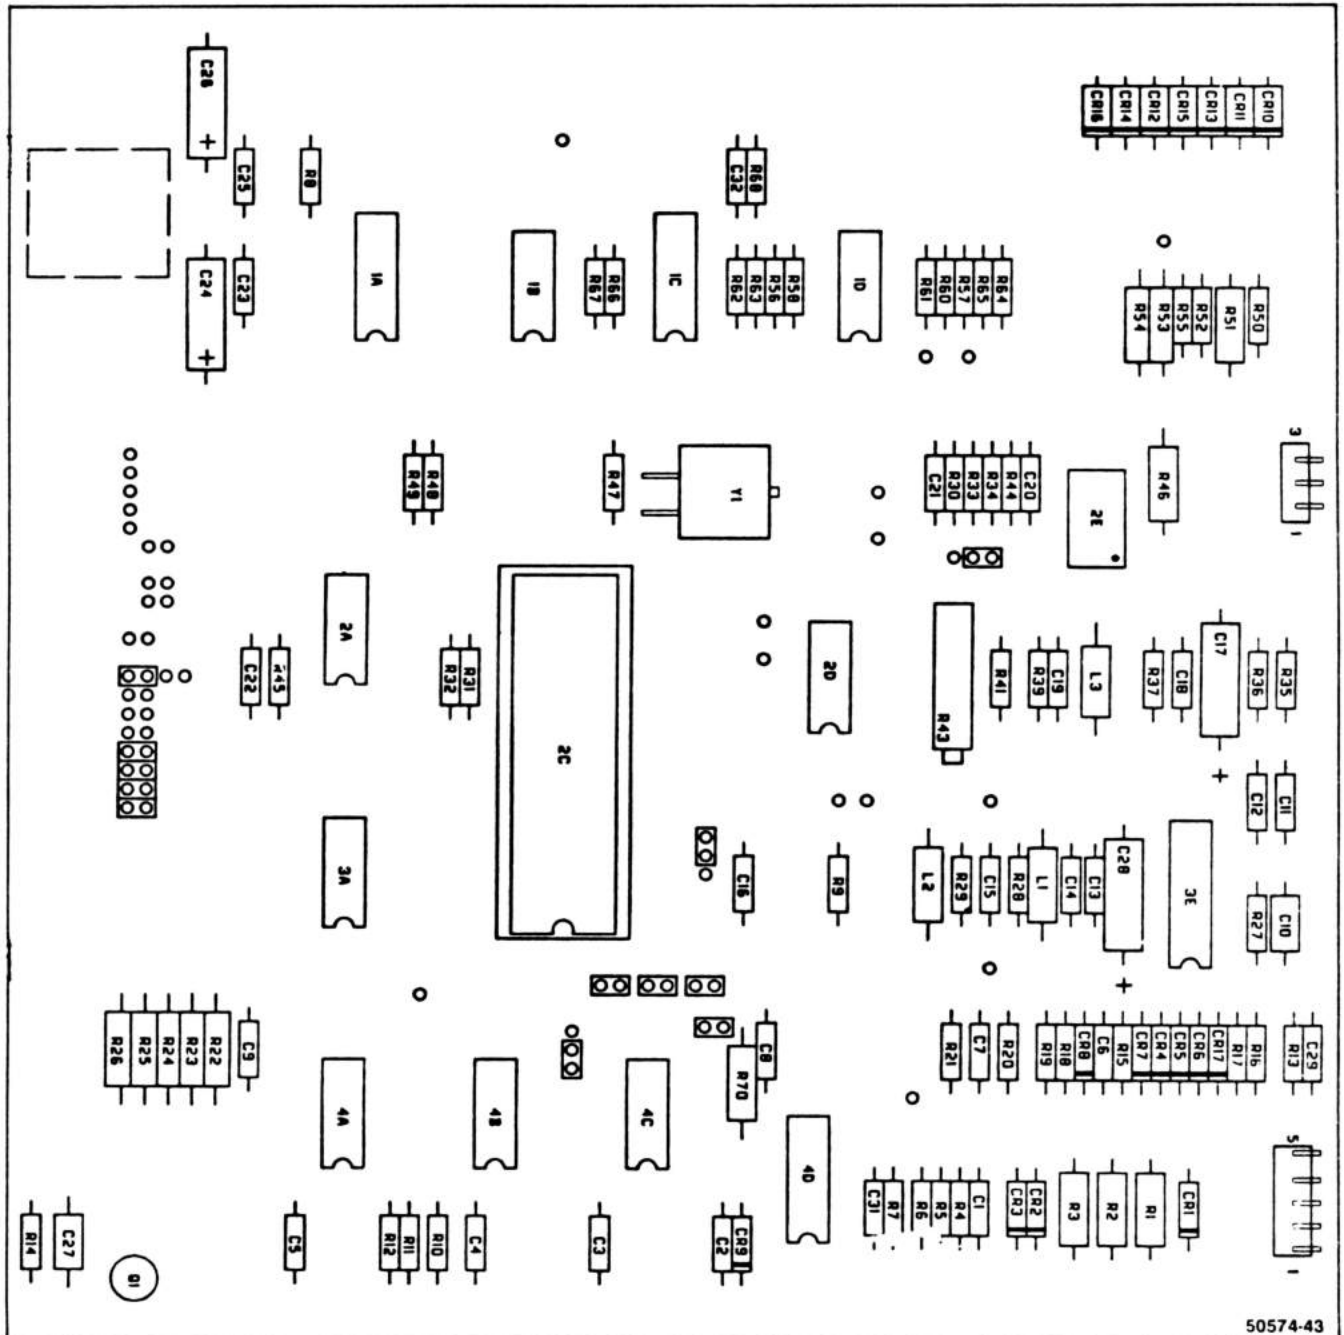 C26
CR16 CR14 CR12 CR15 CR13 CR11 CR10
C25 R8 C32 R68
C24 C23 1A 1B R67 R66 1C R62 R63 R56 R58 1D R61 R60 R57 R65 R64 R54 R53 R55 R52 R51 R50
+
+
3
R49 R48 R47 Y1 C21 R30 R33 R34 R44 C20 2E R46
1
2A 2D C17
C22 R45 R32 R31 R41 R39 C19 L3 R37 C18 R36 R35
R43
2C
+
C12 C11
3A C16 R9 L2 R29 C15 R28 L1 C14 C13 C28 3E
R27 C10
+
R26 R25 R24 R23 R22 C9 C8 R21 C7 R20 R19 R18 CR8 C6 R15 CR7 CR4 CR5 CR6 CR17 R17 R16 R13 C29
R70
4A 4B 4C
5
4D
C31 R7 R6 R5 R4 C1 CR3 CR2 R3 R2 R1 CR1
R14 C27 C5 R12 R11 R10 C4 C3 C2 CR9
Q1
1
50574-43